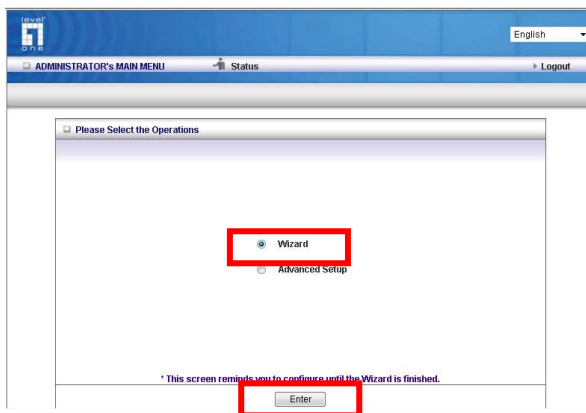 level
one
English
ADMINISTRATOR's MAIN MENU Status Logout
Please Select the Operations
Wizard
Advanced Setup
* This screen reminds you to configure until the Wizard is finished.
Enter